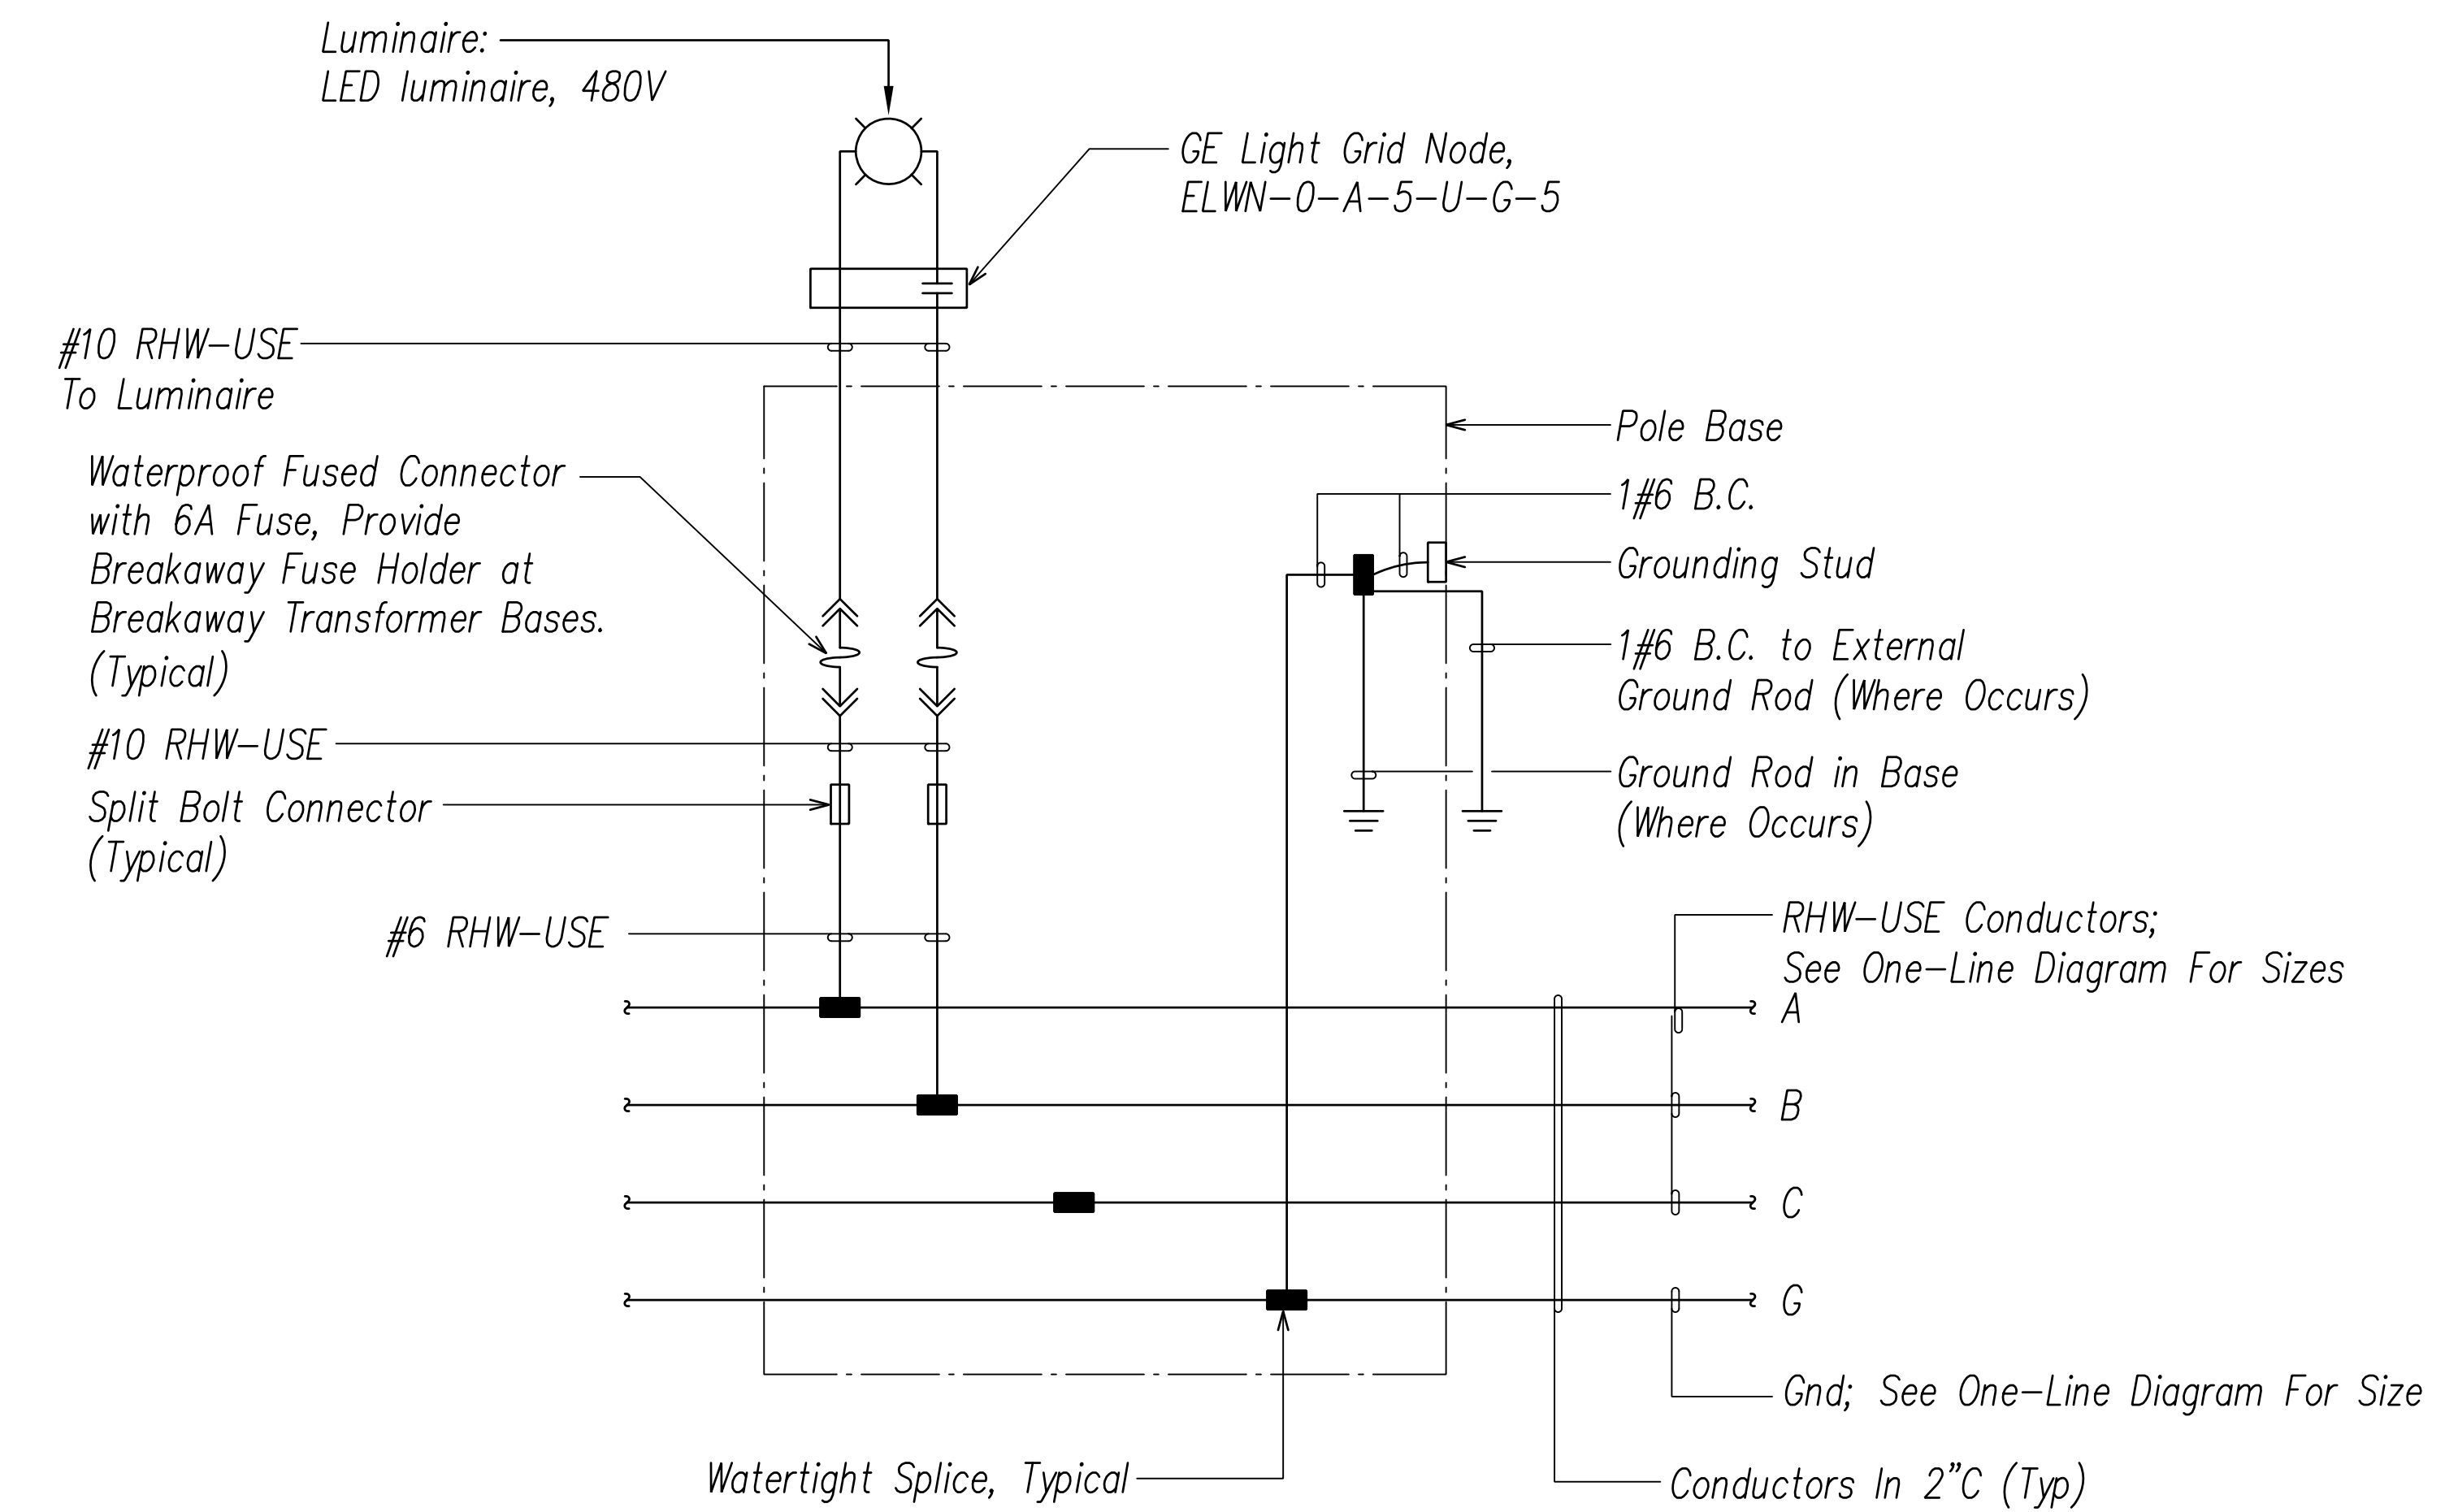 Luminaire:
LED luminaire, 480V
GE Light Grid Node,
ELWN-0-A-5-U-G-5
#10 RHW-USE
To Luminaire
Waterproof Fused Connector
with 6A Fuse, Provide
Breakaway Fuse Holder at
Breakaway Transformer Bases.
(Typical)
#10 RHW-USE
Split Bolt Connector
(Typical)
#6 RHW-USE
Pole Base
1#6 B.C.
Grounding Stud
1#6 B.C. to External
Ground Rod (Where Occurs)
Ground Rod in Base
(Where Occurs)
RHW-USE Conductors;
See One-Line Diagram For Sizes
A
B
C
G
Gnd; See One-Line Diagram For Size
Watertight Splice, Typical
Conductors In 2"C (Typ)